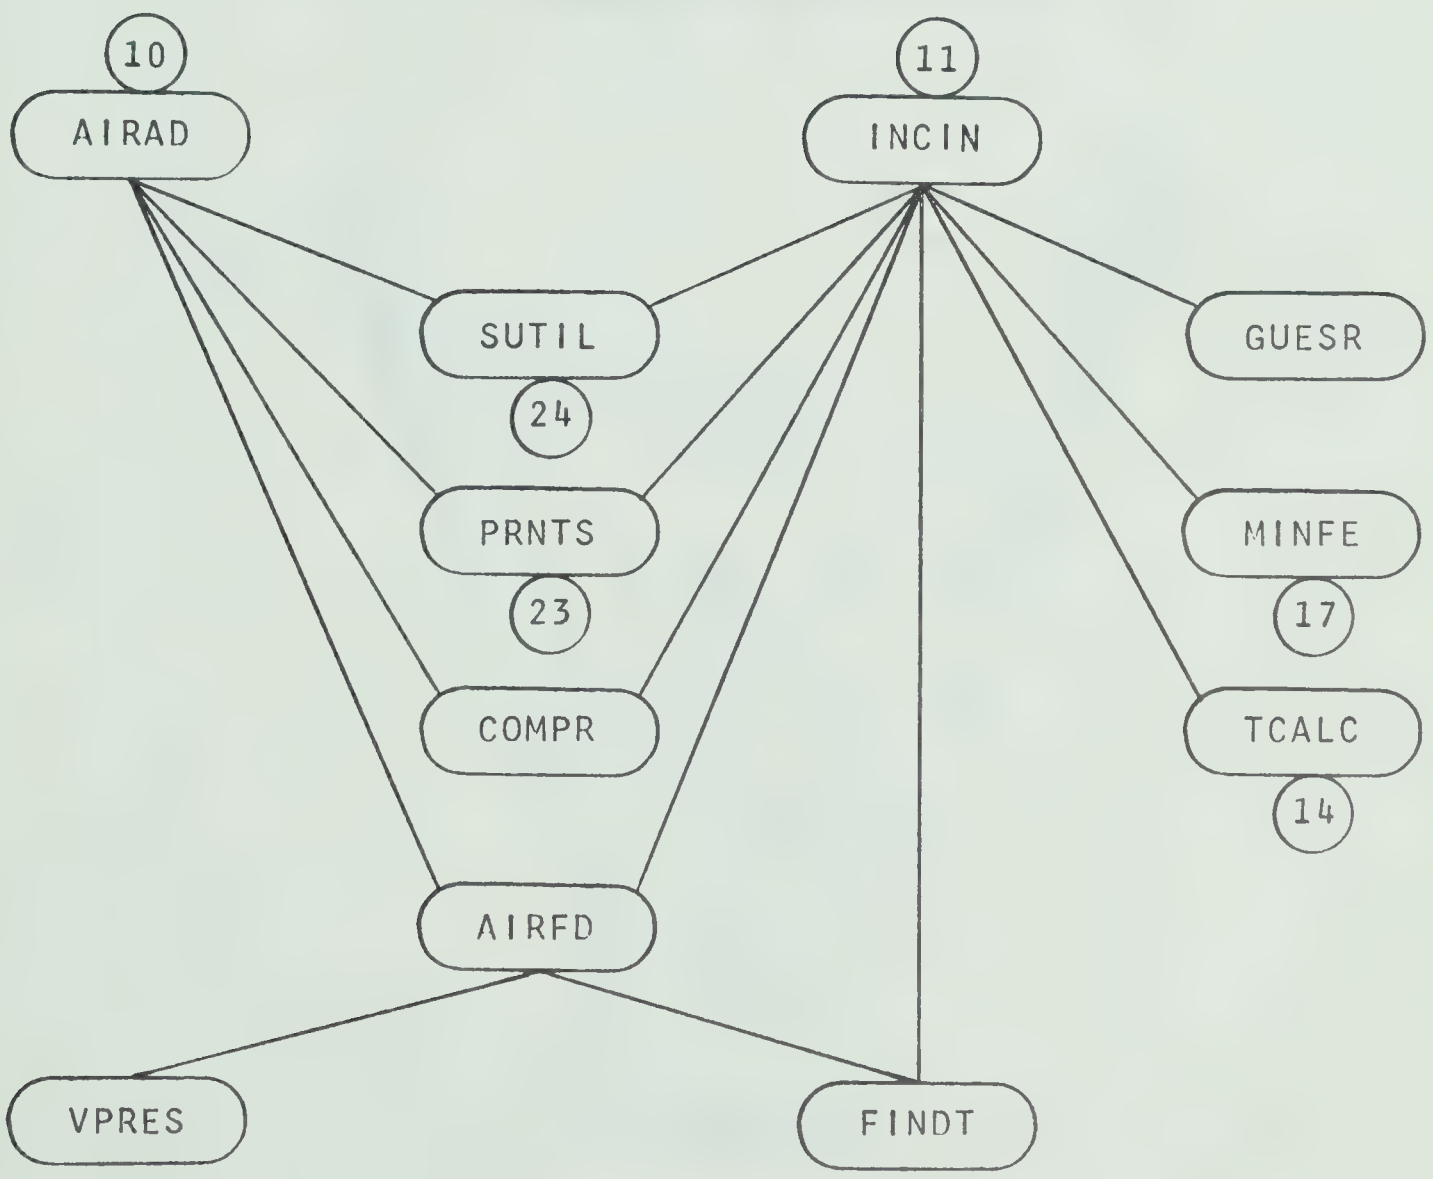 10
11
AIRAD
INCIN
SUTIL
GUESR
24
PRNTS
MINFE
23
17
COMPR
TCALC
14
AIRFD
VPRES
FINDT